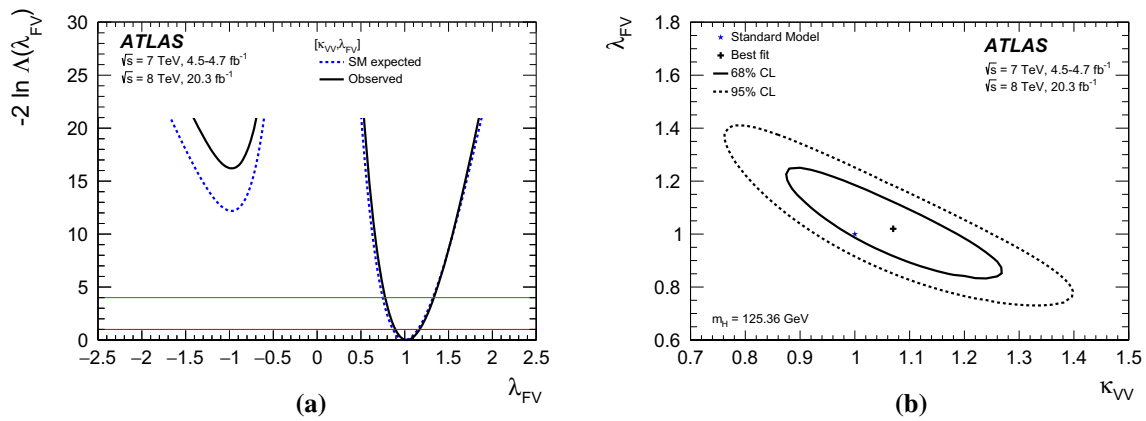 -2 ln Λ(λFV)
ATLAS
√s = 7 TeV, 4.5-4.7 fb-1
√s = 8 TeV, 20.3 fb-1
[κVV,λFV]
SM expected
Observed
30
25
20
15
10
5
0
−2.5 −2 −1.5 −1 −0.5 0 0.5 1 1.5 2 2.5
λFV
(a)
λFV
Standard Model
Best fit
68% CL
95% CL
ATLAS
√s = 7 TeV, 4.5-4.7 fb-1
√s = 8 TeV, 20.3 fb-1
1.8
1.6
1.4
1.2
1
0.8
0.6
mH = 125.36 GeV
0.7 0.8 0.9 1 1.1 1.2 1.3 1.4 1.5
κVV
(b)